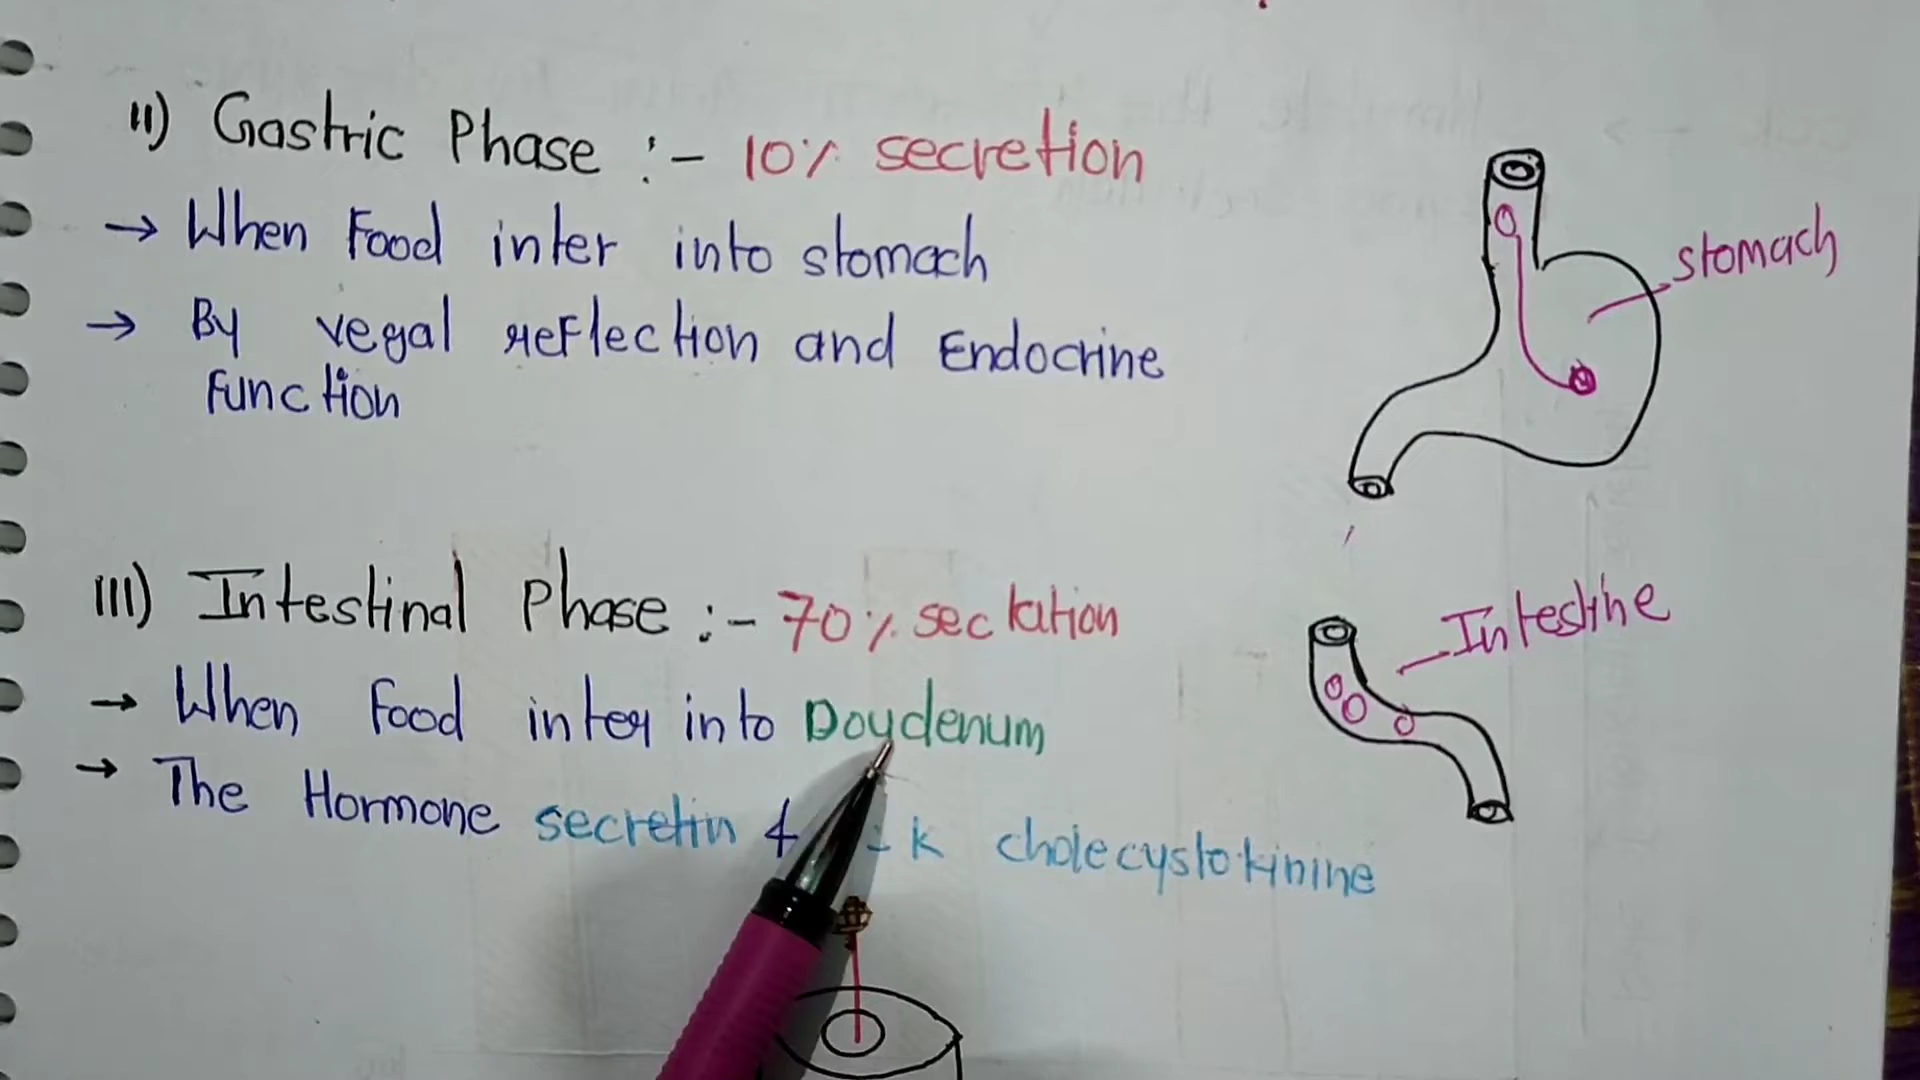 II) Gastric Phase :- 10% secretion
→ When Food inter into stomach
→ By vegal reflection and Endocrine
Function
stomach
III) Intestinal Phase :- 70% sectation
→ When Food inter into Doudenum
→ The Hormone secretin & K cholecystokinine
Intestine